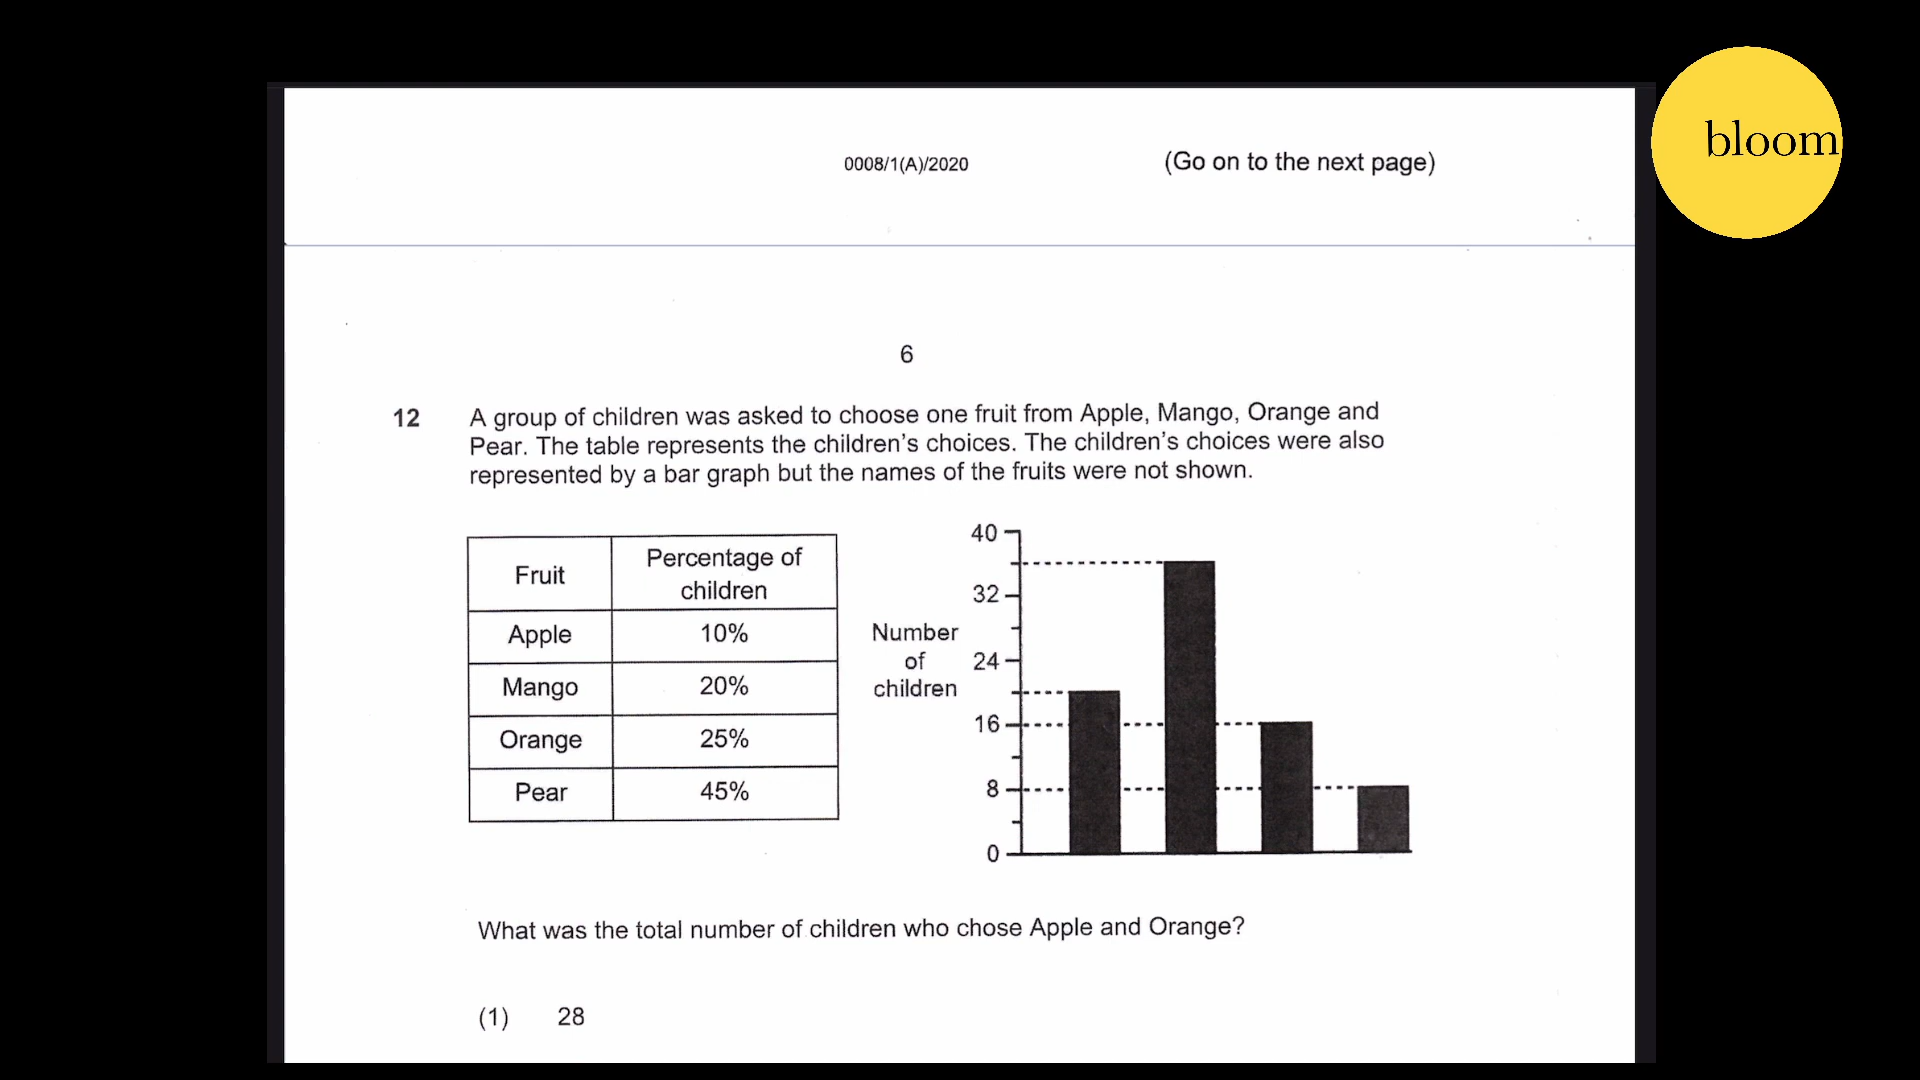 bloom
0008/1(A)/2020 (Go on to the next page)
6
12 A group of children was asked to choose one fruit from Apple, Mango, Orange and
Pear. The table represents the children's choices. The children's choices were also
represented by a bar graph but the names of the fruits were not shown.
Fruit Percentage of
children
Apple 10%
Mango 20%
Orange 25%
Pear 45%
Number
of
children
40
32
24
16
8
0
What was the total number of children who chose Apple and Orange?
(1) 28